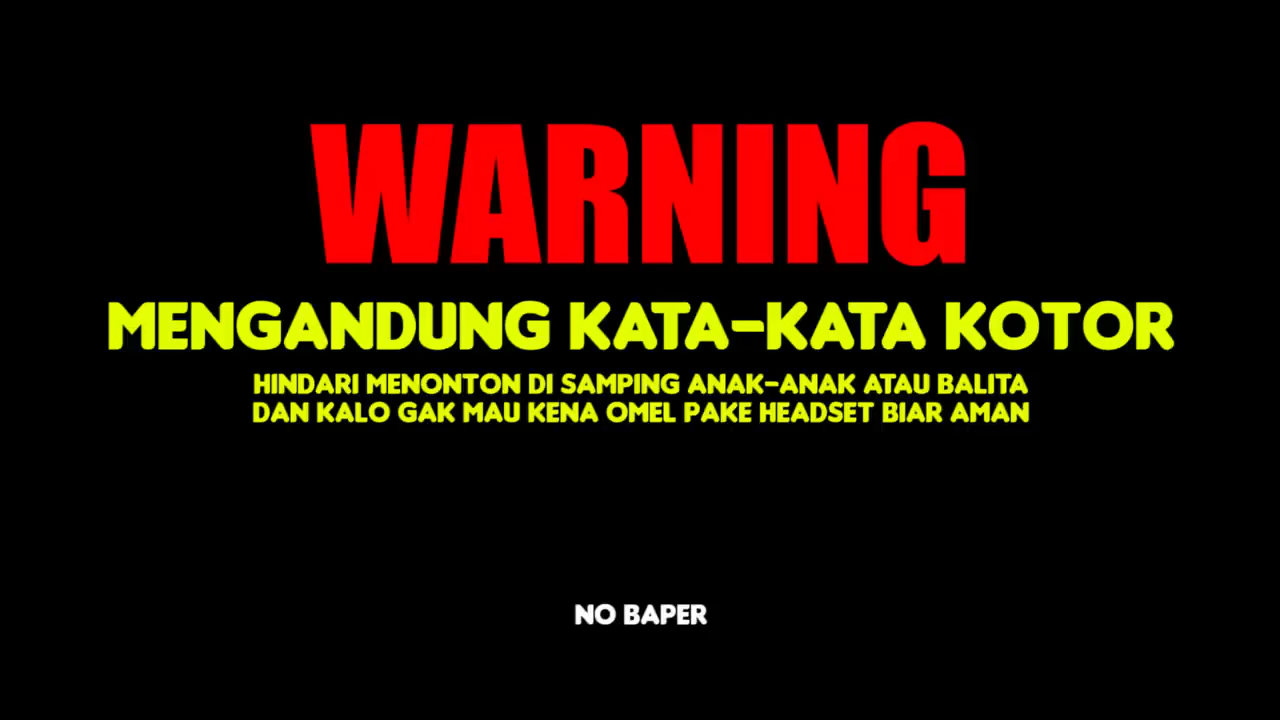 WARNING
MENGANDUNG KATA-KATA KOTOR
HINDARI MENONTON DI SAMPING ANAK-ANAK ATAU BALITA
DAN KALO GAK MAU KENA OMEL PAKE HEADSET BIAR AMAN
NO BAPER